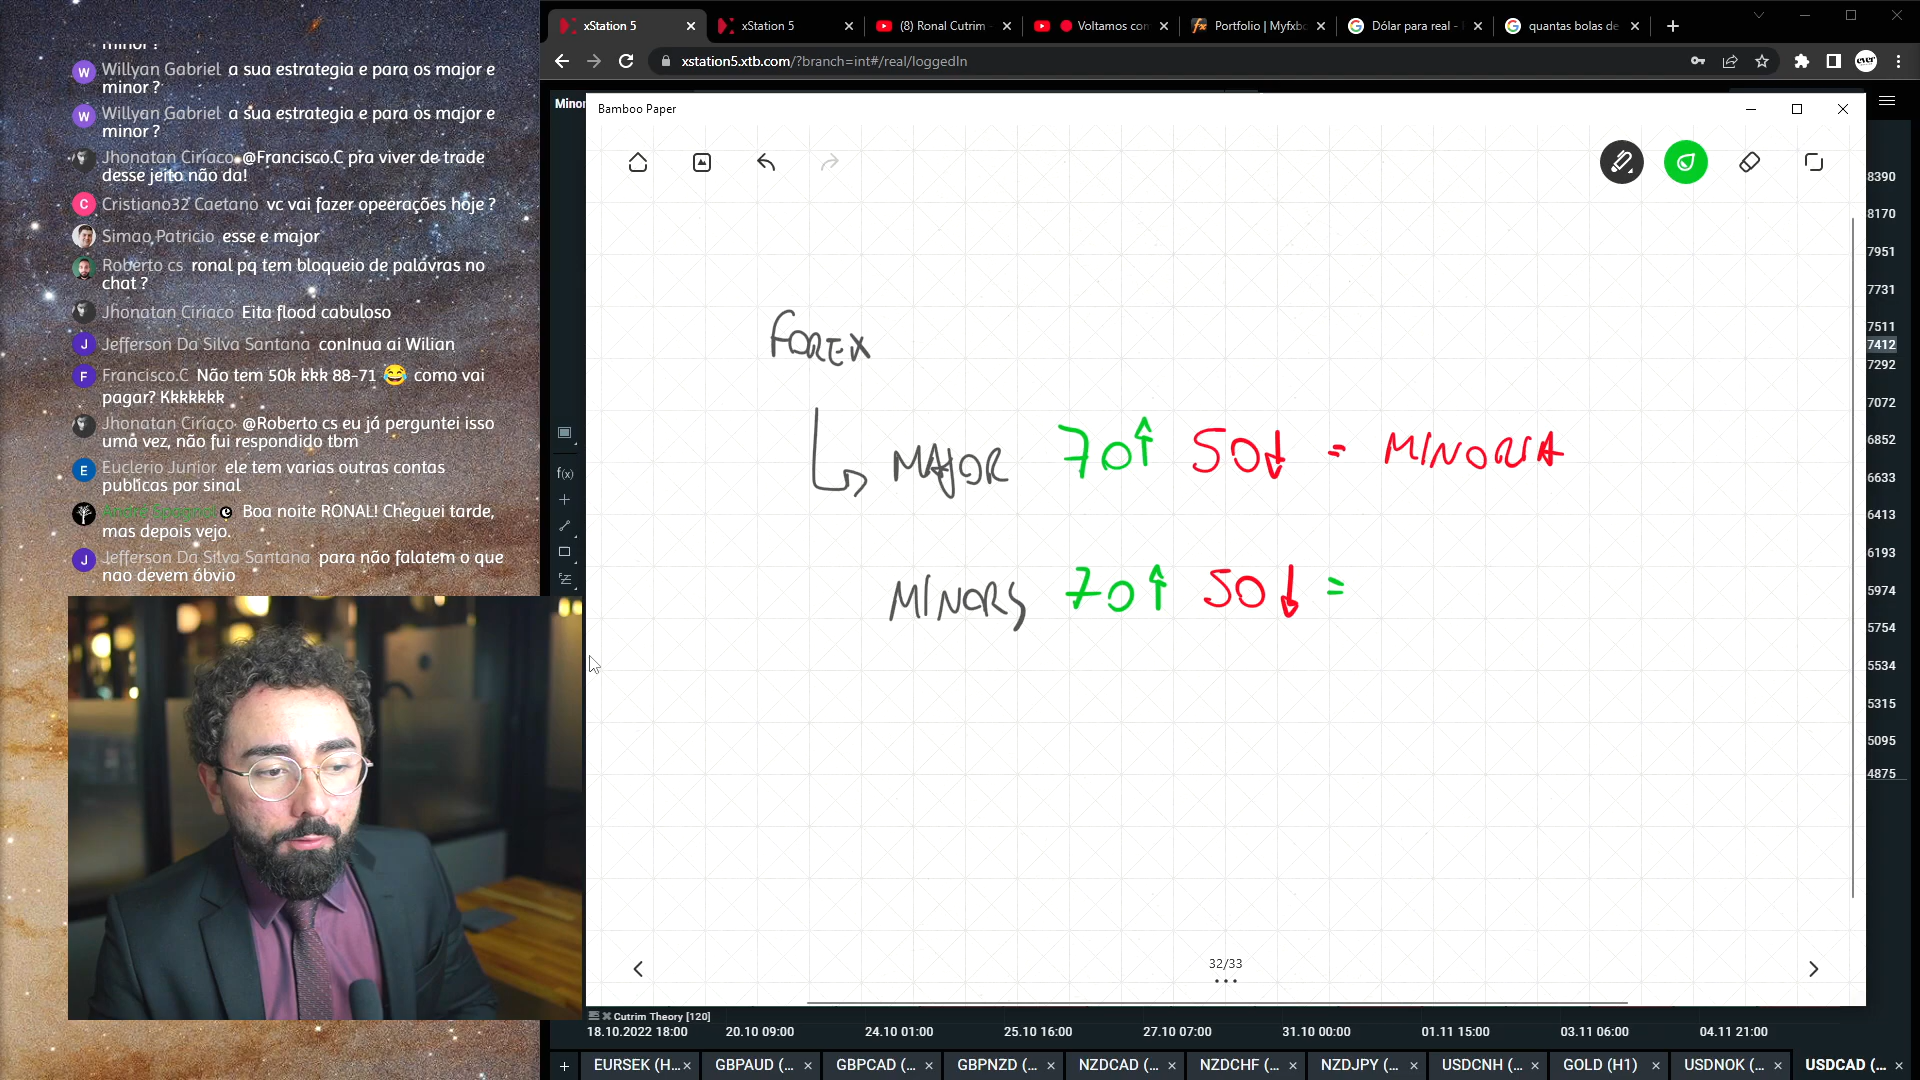 minor ?
Willyan Gabriel a sua estrategia e para os major e
minor ?
Willyan Gabriel a sua estrategia e para os major e
minor ?
Jhonatan Ciríaco @Francisco.C pra viver de trade
desse jeito não da!
Cristiano32 Caetano vc vai fazer opeerações hoje ?
Simao Patricio esse e major
Roberto cs ronal pq tem bloqueio de palavras no
chat ?
Jhonatan Ciríaco Eita flood cabuloso
Jefferson Da Silva Santana conInua ai Wilian
Francisco.C Não tem 50k kkk 88-71 😂 como vai
pagar? Kkkkkkk
Jhonatan Ciríaco @Roberto cs eu já perguntei isso
uma vez, não fui respondido tbm
Euclerio Junior ele tem varias outras contas
publicas por sinal
Boa noite RONAL! Cheguei tarde,
mas depois vejo.
Jefferson Da Silva Santana para não falatem o que
nao devem óbvio
xStation 5
xStation 5
(8) Ronal Cutrim
Voltamos con
Portfolio | Myfxbo
Dólar para real -
quantas bolas de
xstation5.xtb.com/?branch=int#/real/loggedIn
Minor
Bamboo Paper
FOREX
MAJOR 70↑ 50↓ = MINORIA
MINORS 70↑ 50↓ =
32/33
f(x)
8390
8170
7951
7731
7511
7412
7292
7072
6852
6633
6413
6193
5974
5754
5534
5315
5095
4875
Cutrim Theory [120]
18.10.2022 18:00 20.10 09:00 24.10 01:00 25.10 16:00 27.10 07:00 31.10 00:00 01.11 15:00 03.11 06:00 04.11 21:00
EURSEK (H... GBPAUD (... GBPCAD (... GBPNZD (... NZDCAD (... NZDCHF (... NZDJPY (... USDCNH (... GOLD (H1) USDNOK (... USDCAD (...